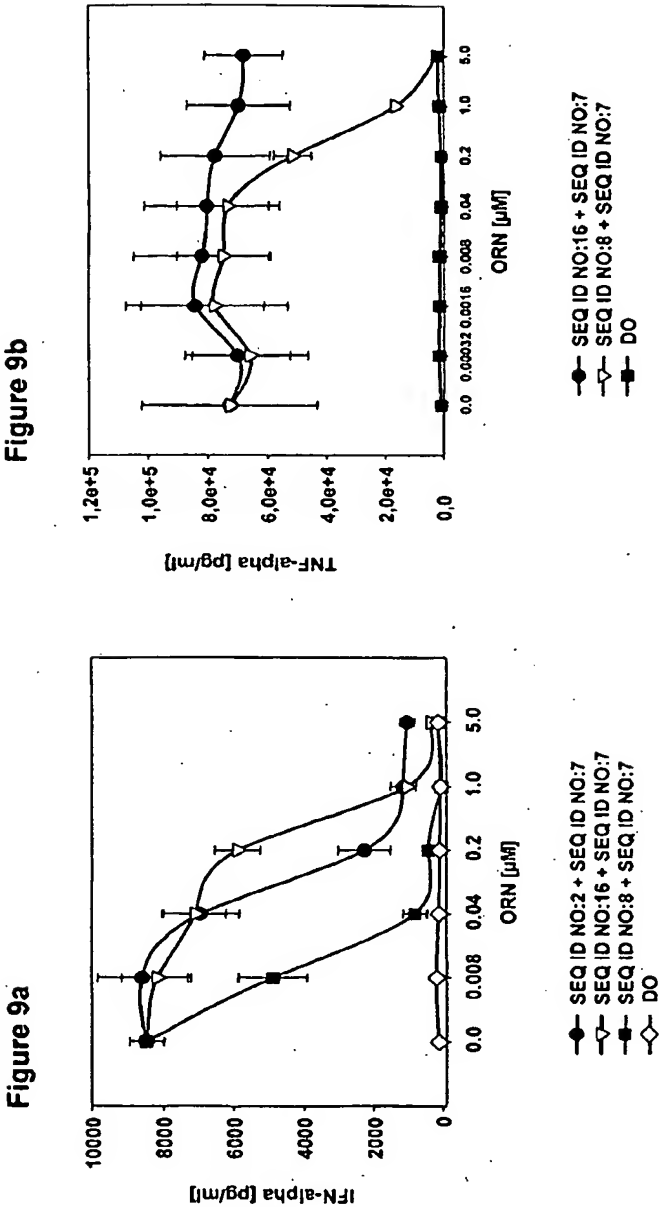 Figure 9a
IFN-alpha [pg/ml]
10000
8000
6000
4000
2000
0
0.0 0.008 0.04 0.2 1.0 5.0
ORN [µM]
SEQ ID NO:2 + SEQ ID NO:7
SEQ ID NO:16 + SEQ ID NO:7
SEQ ID NO:8 + SEQ ID NO:7
DO
Figure 9b
TNF-alpha [pg/ml]
1,2e+5
1,0e+5
8,0e+4
6,0e+4
4,0e+4
2,0e+4
0,0
0.0 0.00032 0.0016 0.008 0.04 0.2 1.0 5.0
ORN [µM]
SEQ ID NO:16 + SEQ ID NO:7
SEQ ID NO:8 + SEQ ID NO:7
DO